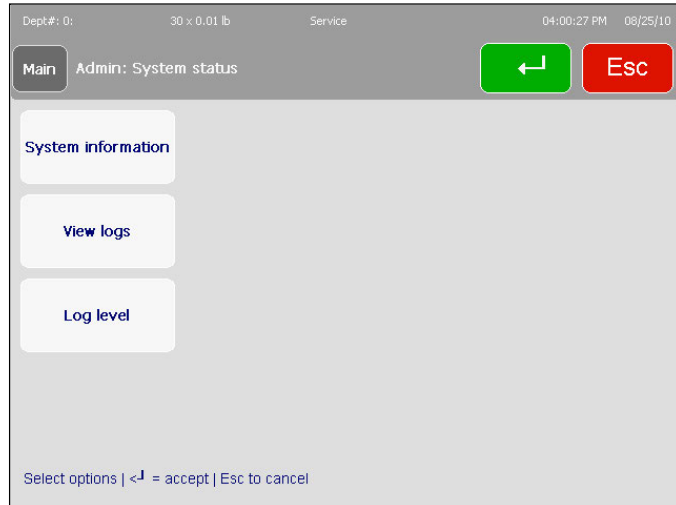 Dept#: 0: 30 x 0.01 lb Service 04:00:27 PM 08/25/10
Main Admin: System status Esc
System information
View logs
Log level
Select options | <┘ = accept | Esc to cancel